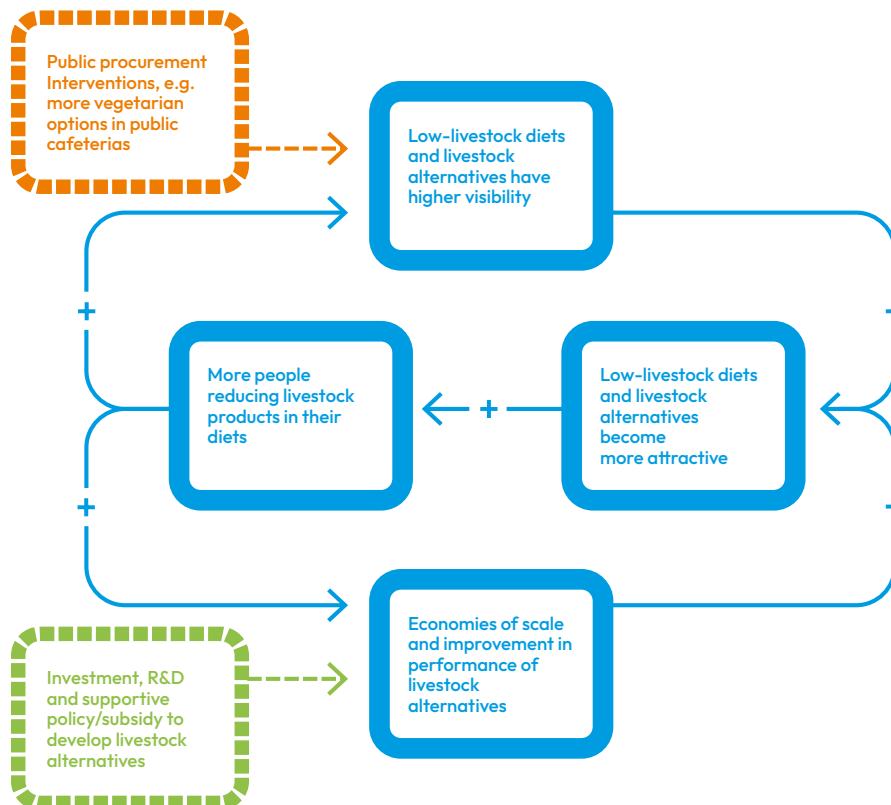 Public procurement
Interventions, e.g.
more vegetarian
options in public
cafeterias
Low-livestock diets
and livestock
alternatives have
higher visibility
+
+
More people
reducing livestock
products in their
diets
+
Low-livestock diets
and livestock
alternatives
become
more attractive
+
+
Economies of scale
and improvement in
performance of
livestock
alternatives
Investment, R&D
and supportive
policy/subsidy to
develop livestock
alternatives